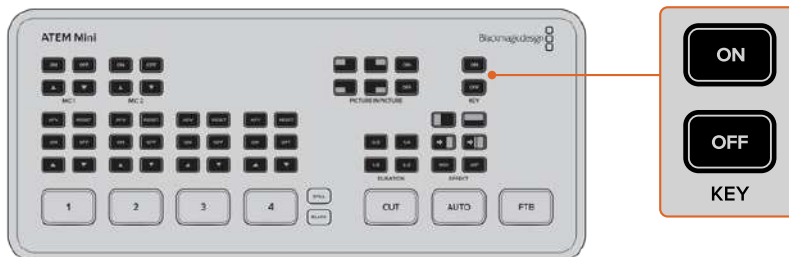 ATEM Mini
Blackmagicdesign
ON OFF ON OFF
ON
ON
OFF
OFF
MIC 1
MIC 2
PICTURE IN PICTURE
KEY
AFV RESET AFV RESET AFV RESET AFV RESET
ON OFF ON OFF ON OFF ON OFF
DURATION
EFFECT
1
2
3
4
STILL
BLACK
CUT
AUTO
FTB
ON
OFF
KEY